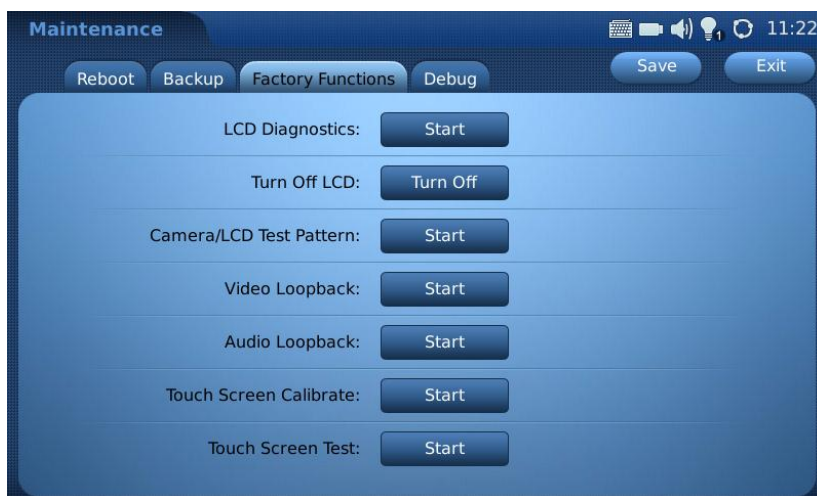 Maintenance 1 11:22
Reboot Backup Factory Functions Debug Save Exit
LCD Diagnostics: Start
Turn Off LCD: Turn Off
Camera/LCD Test Pattern: Start
Video Loopback: Start
Audio Loopback: Start
Touch Screen Calibrate: Start
Touch Screen Test: Start